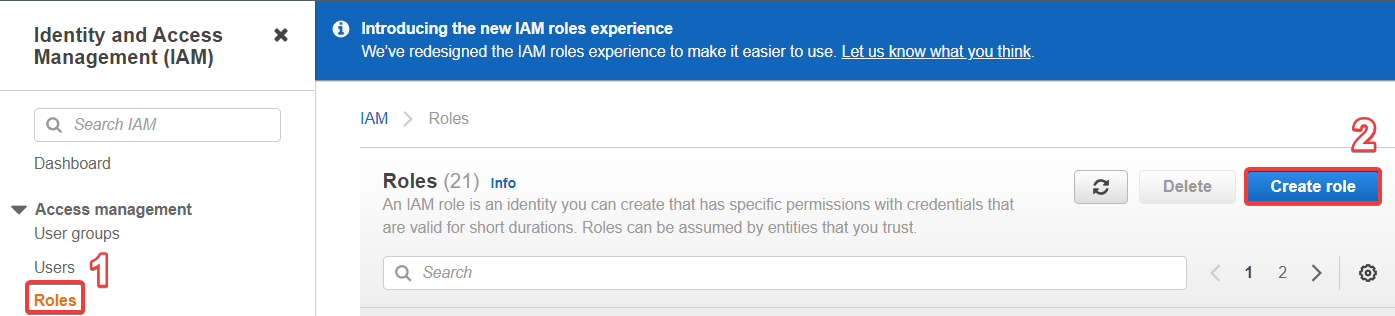 Identity and Access
Management (IAM)
Search IAM
Dashboard
Access management
User groups
Users
1
Roles
Introducing the new IAM roles experience
We've redesigned the IAM roles experience to make it easier to use. Let us know what you think.
IAM > Roles
2
Roles (21) Info
Delete
Create role
An IAM role is an identity you can create that has specific permissions with credentials that
are valid for short durations. Roles can be assumed by entities that you trust.
Search
1 2